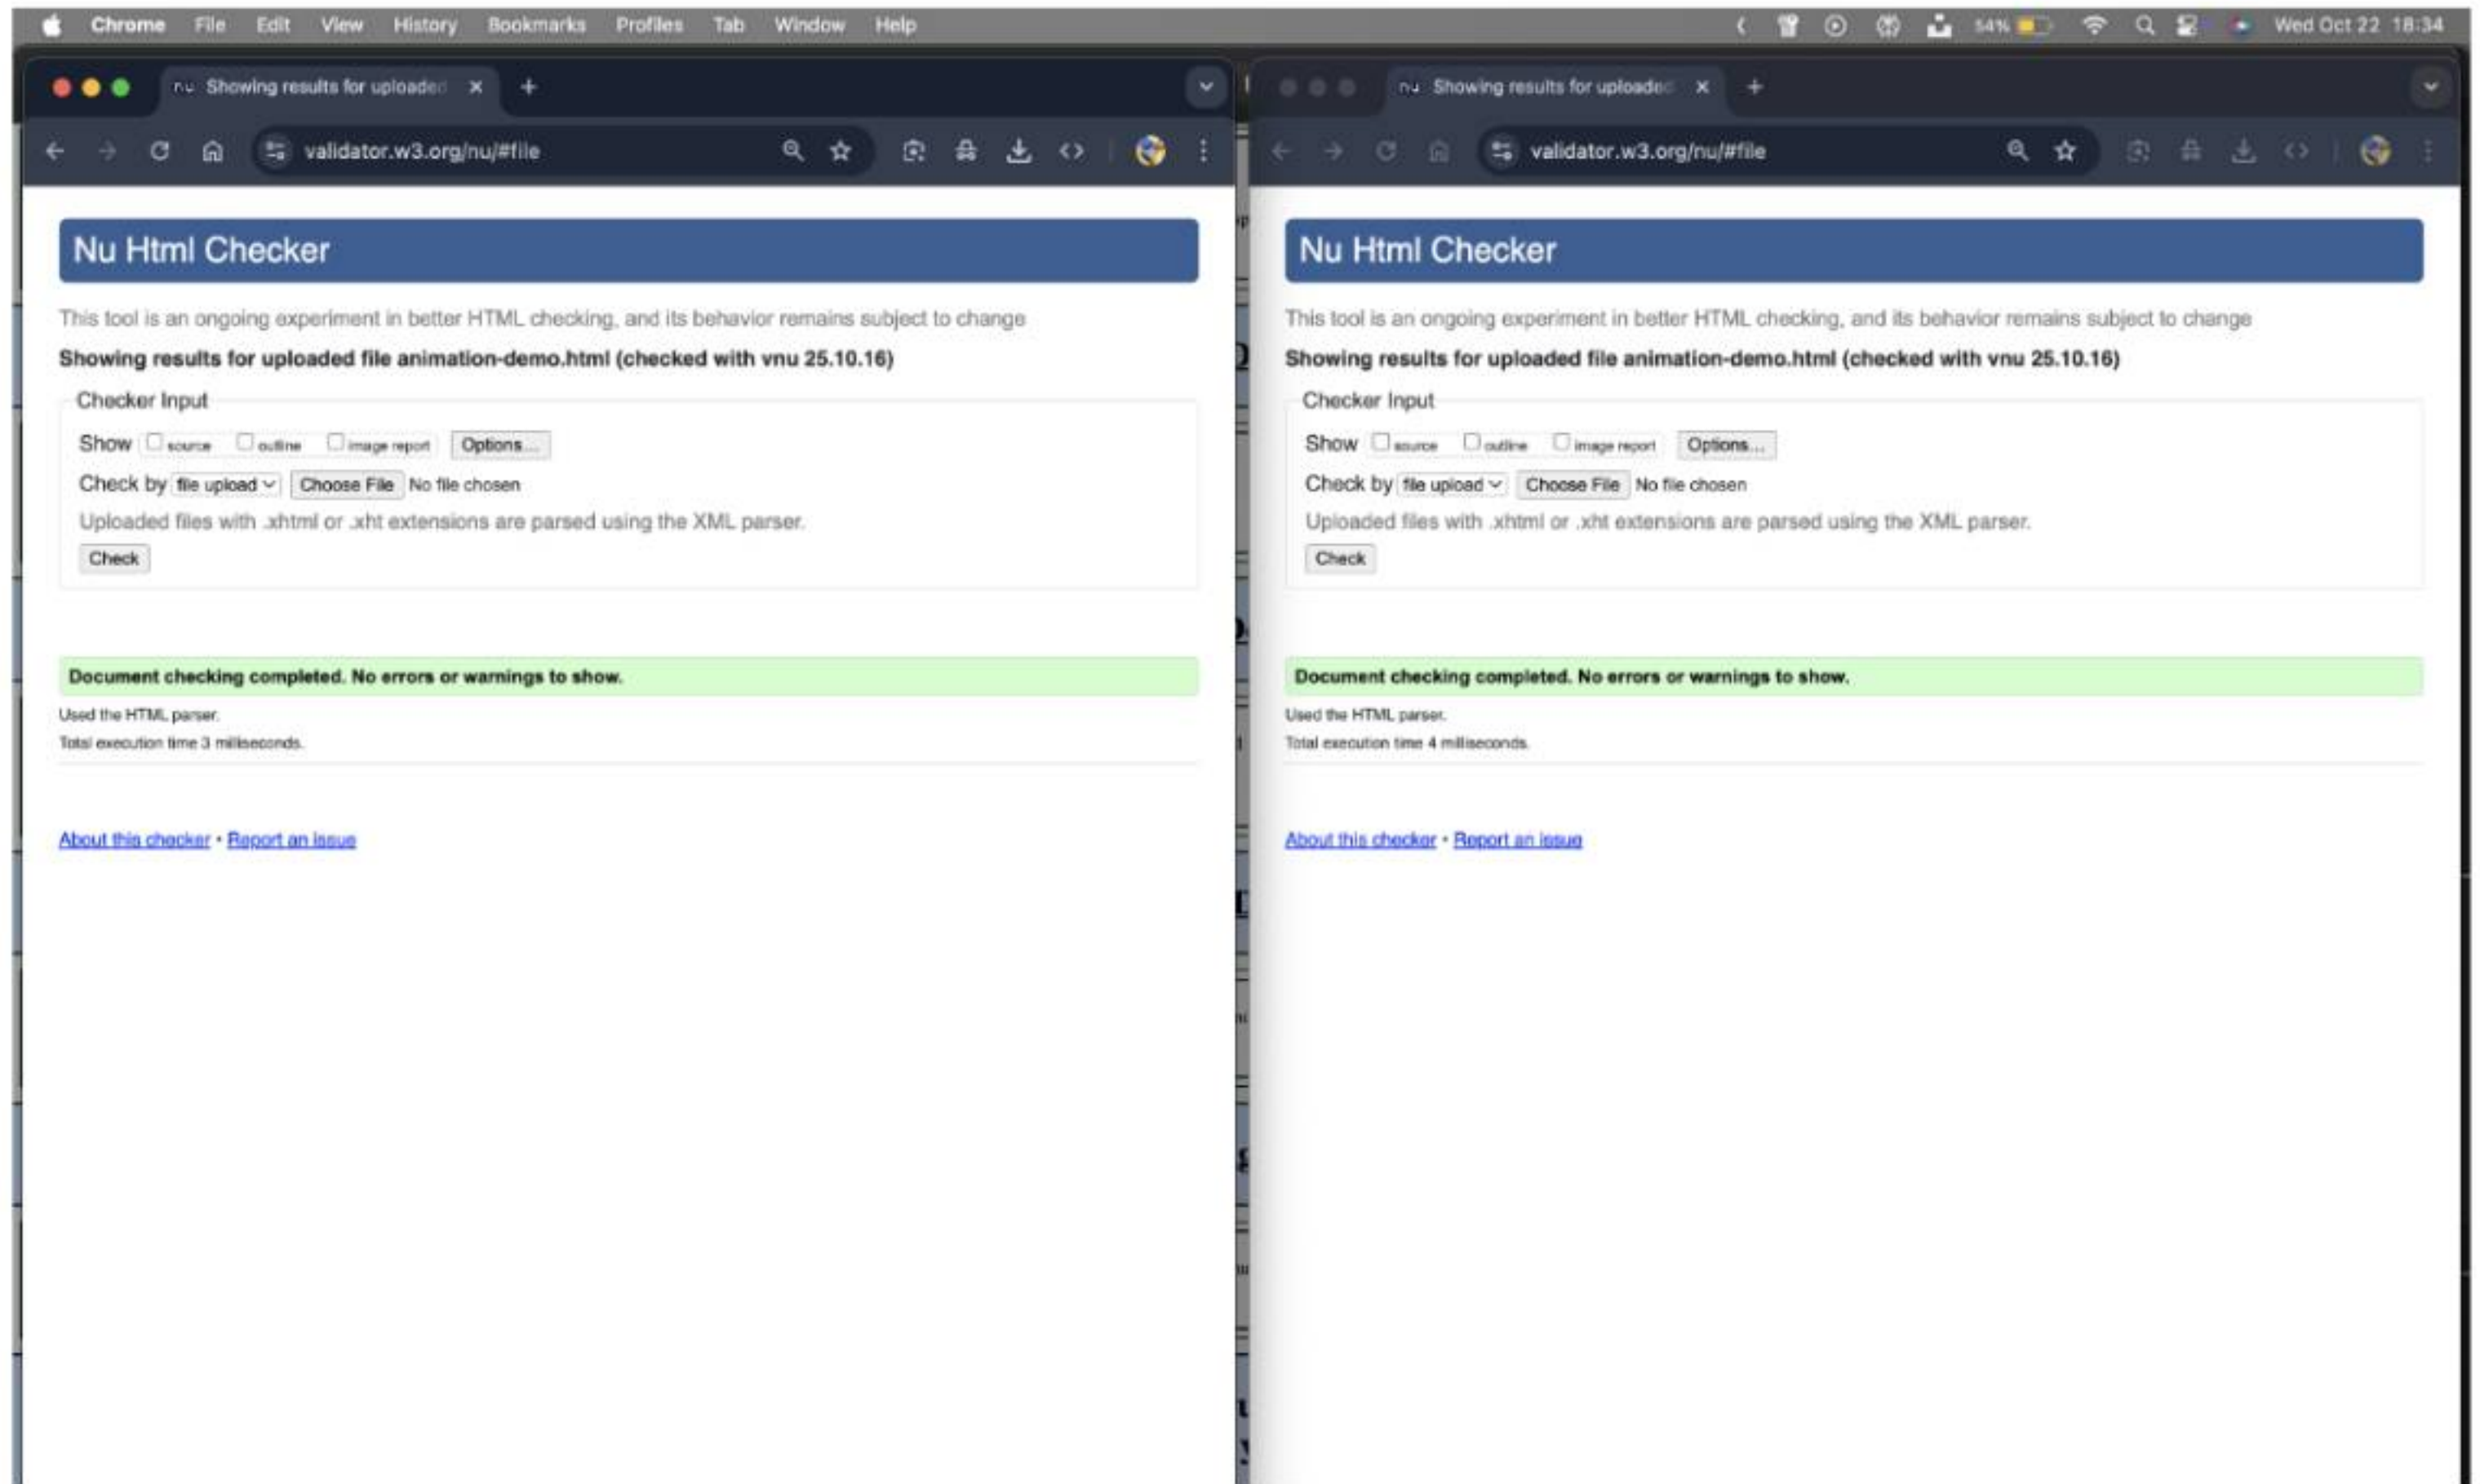 Chrome File Edit View History Bookmarks Profiles Tab Window Help 54% Wed Oct 22 18:34
nu Showing results for uploaded
validator.w3.org/nu/#file
Nu Html Checker
This tool is an ongoing experiment in better HTML checking, and its behavior remains subject to change
Showing results for uploaded file animation-demo.html (checked with vnu 25.10.16)
Checker Input
Show source outline image report Options...
Check by file upload Choose File No file chosen
Uploaded files with .xhtml or .xht extensions are parsed using the XML parser.
Check
Document checking completed. No errors or warnings to show.
Used the HTML parser.
Total execution time 3 milliseconds.
About this checker • Report an issue
nu Showing results for uploaded
validator.w3.org/nu/#file
Nu Html Checker
This tool is an ongoing experiment in better HTML checking, and its behavior remains subject to change
Showing results for uploaded file animation-demo.html (checked with vnu 25.10.16)
Checker Input
Show source outline image report Options...
Check by file upload Choose File No file chosen
Uploaded files with .xhtml or .xht extensions are parsed using the XML parser.
Check
Document checking completed. No errors or warnings to show.
Used the HTML parser.
Total execution time 4 milliseconds.
About this checker • Report an issue